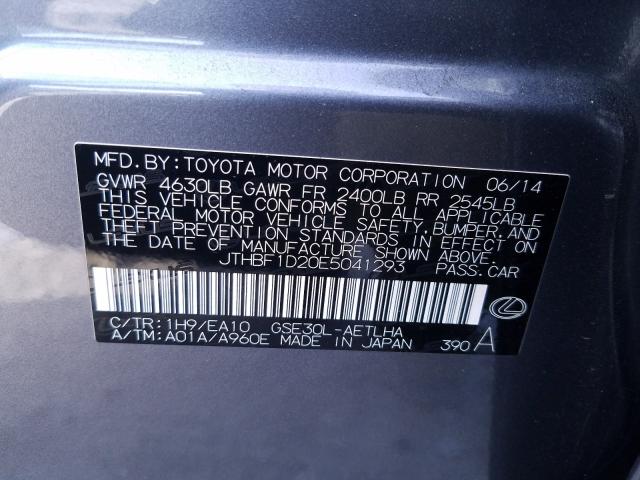 MFD. BY: TOYOTA MOTOR CORPORATION 06/14
GVWR 4630LB GAWR FR 2400LB RR 2545LB
THIS VEHICLE CONFORMS TO ALL APPLICABLE
FEDERAL MOTOR VEHICLE SAFETY, BUMPER, AND
THEFT PREVENTION STANDARDS IN EFFECT ON
THE DATE OF MANUFACTURE SHOWN ABOVE.
JTHBF1D20E5041293 PASS. CAR
C/TR: 1H9/EA10 GSE30L-AETLHA
A/TM: A01A/A960E MADE IN JAPAN 390 A